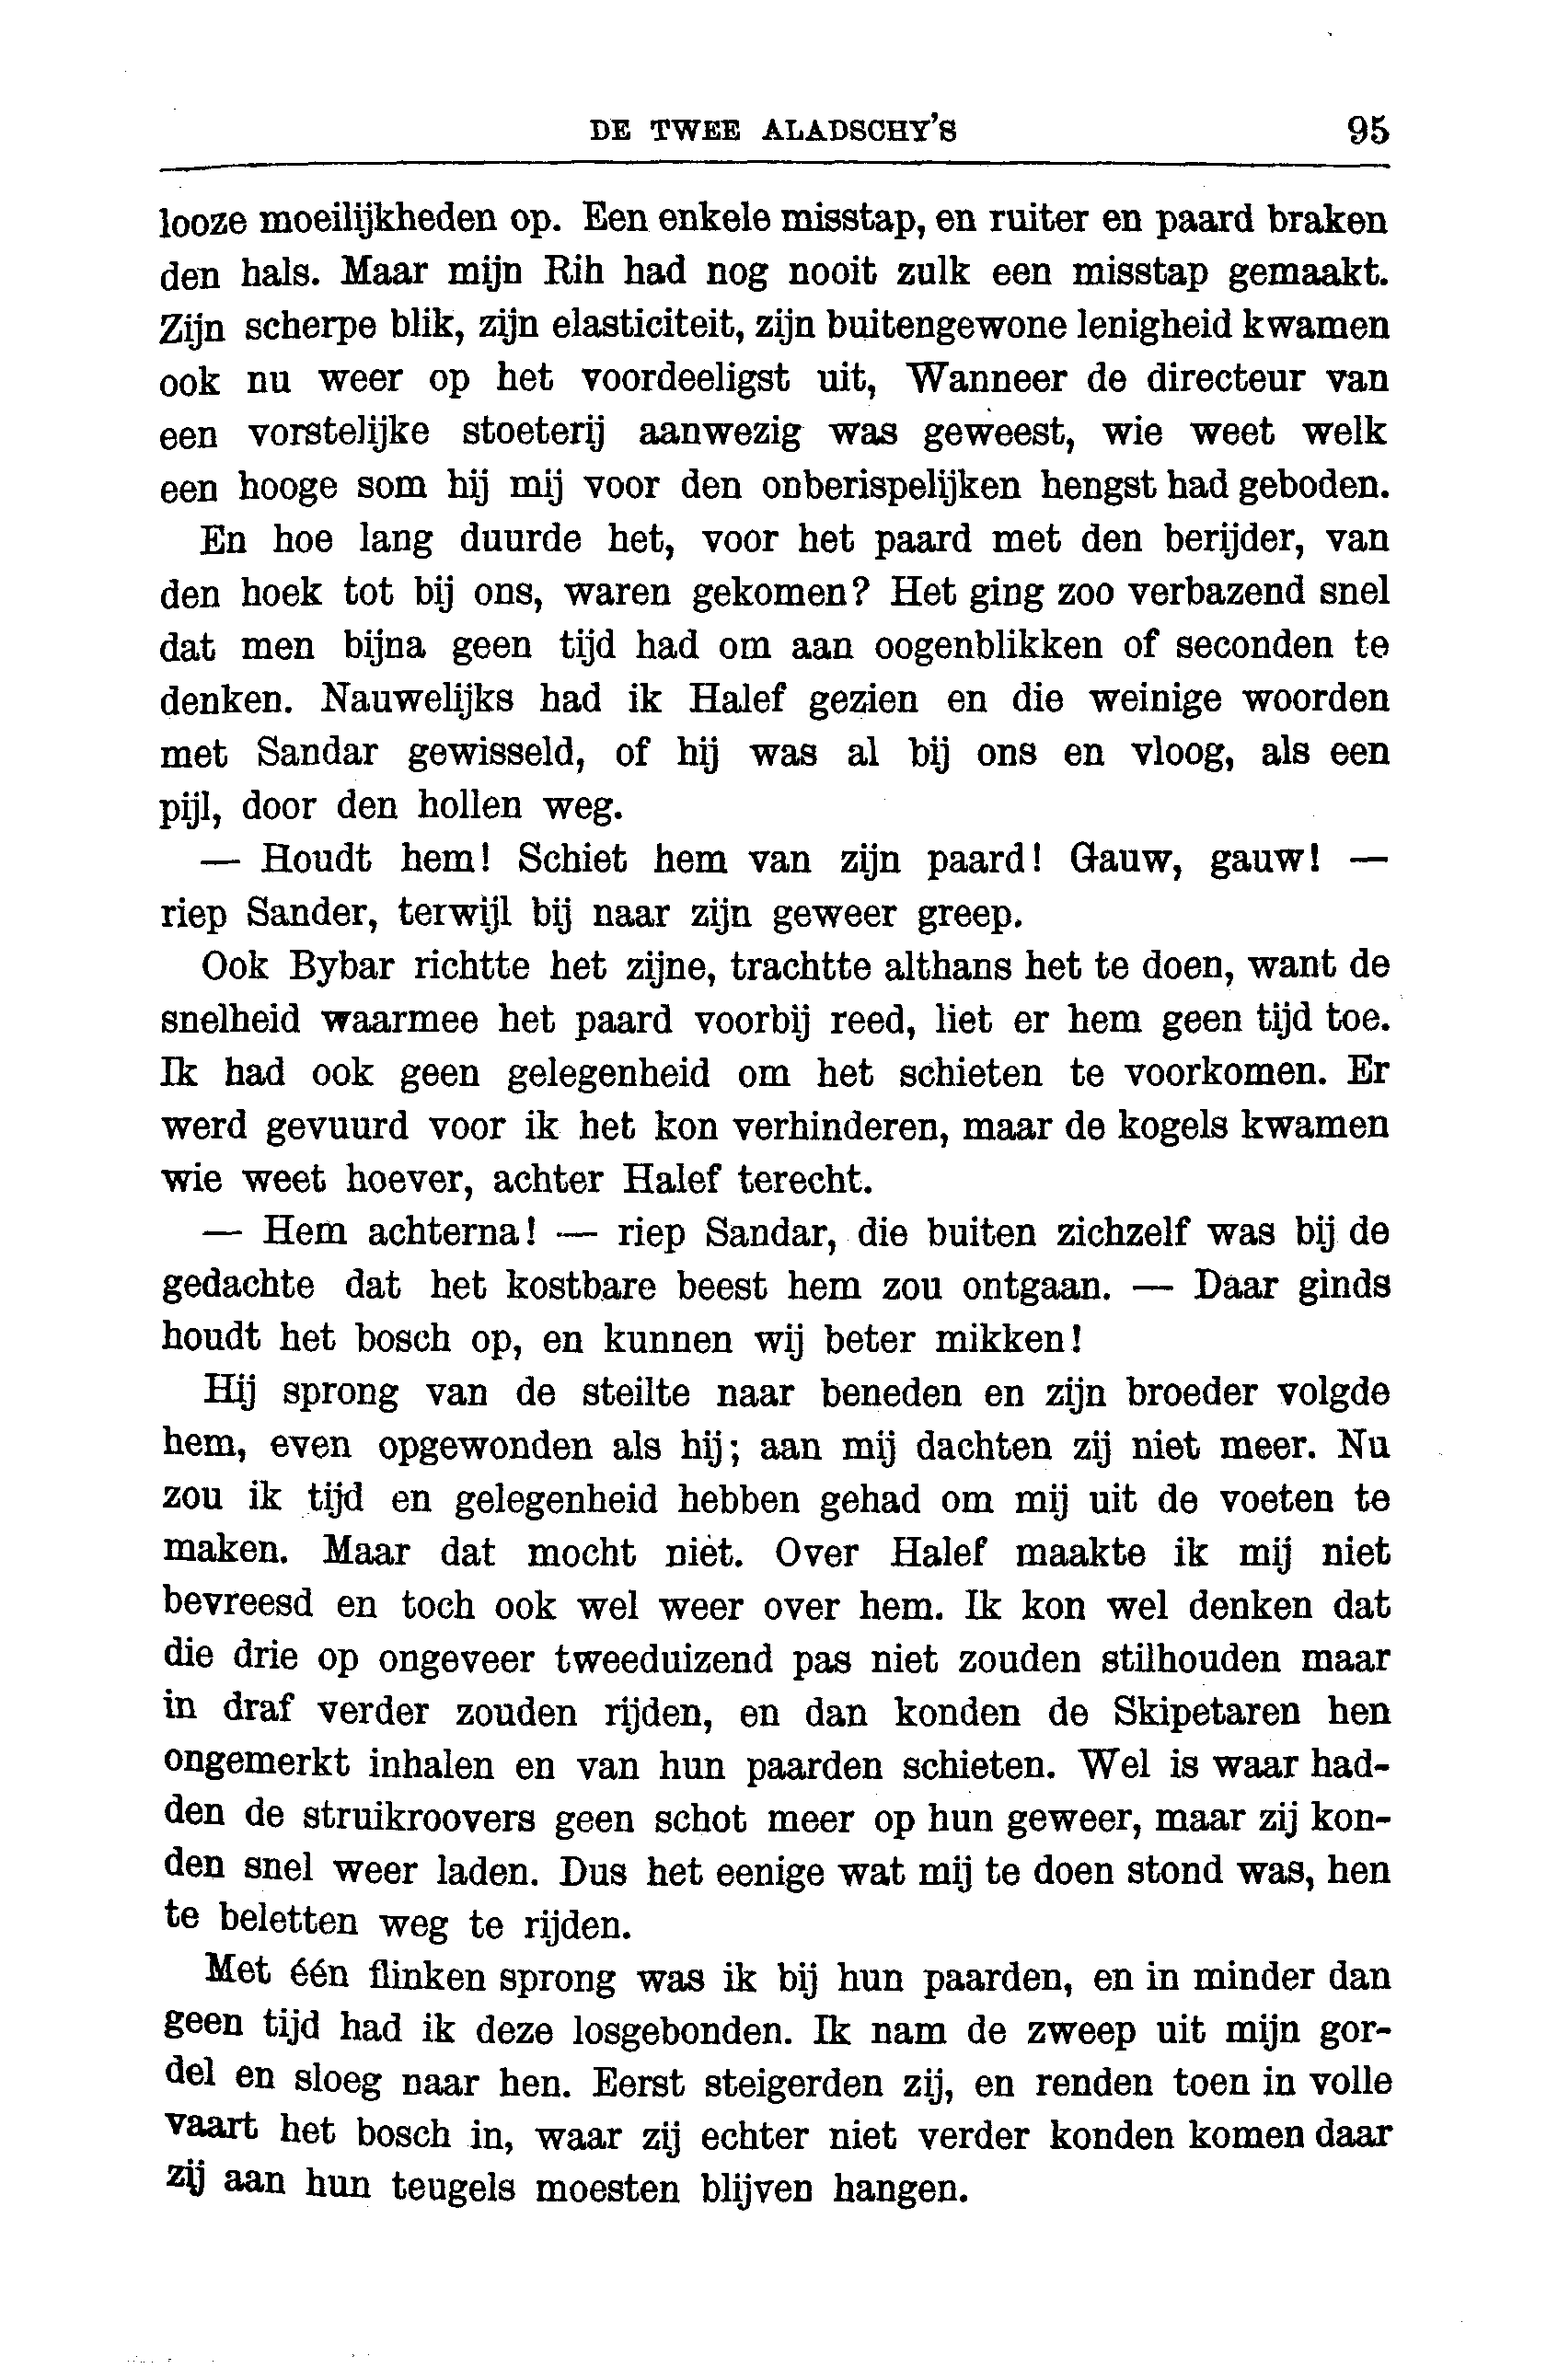 DE TWEE ALADSCHY'S 95
looze moeilijkheden op. Een enkele misstap, en ruiter en paard braken
den hals. Maar mijn Rih had nog nooit zulk een misstap gemaakt.
Zijn scherpe blik, zijn elasticiteit, zijn buitengewone lenigheid kwamen
ook nu weer op het voordeeligst uit, Wanneer de directeur van
een vorstelijke stoeterij aanwezig was geweest, wie weet welk
een hooge som hij mij voor den onberispelijken hengst had geboden.
En hoe lang duurde het, voor het paard met den berijder, van
den hoek tot bij ons, waren gekomen? Het ging zoo verbazend snel
dat men bijna geen tijd had om aan oogenblikken of seconden te
denken. Nauwelijks had ik Halef gezien en die weinige woorden
met Sandar gewisseld, of hij was al bij ons en vloog, als een
pijl, door den hollen weg.
— Houdt hem! Schiet hem van zijn paard! Gauw, gauw! —
riep Sander, terwijl bij naar zijn geweer greep.
Ook Bybar richtte het zijne, trachtte althans het te doen, want de
snelheid waarmee het paard voorbij reed, liet er hem geen tijd toe.
Ik had ook geen gelegenheid om het schieten te voorkomen. Er
werd gevuurd voor ik het kon verhinderen, maar de kogels kwamen
wie weet hoever, achter Halef terecht.
— Hem achterna! — riep Sandar, die buiten zichzelf was bij de
gedachte dat het kostbare beest hem zou ontgaan. — Daar ginds
houdt het bosch op, en kunnen wij beter mikken!
Hij sprong van de steilte naar beneden en zijn broeder volgde
hem, even opgewonden als hij; aan mij dachten zij niet meer. Nu
zou ik tijd en gelegenheid hebben gehad om mij uit de voeten te
maken. Maar dat mocht niet. Over Halef maakte ik mij niet
bevreesd en toch ook wel weer over hem. Ik kon wel denken dat
die drie op ongeveer tweeduizend pas niet zouden stilhouden maar
in draf verder zouden rijden, en dan konden de Skipetaren hen
ongemerkt inhalen en van hun paarden schieten. Wel is waar had-
den de struikroovers geen schot meer op hun geweer, maar zij kon-
den snel weer laden. Dus het eenige wat mij te doen stond was, hen
te beletten weg te rijden.
Met één flinken sprong was ik bij hun paarden, en in minder dan
geen tijd had ik deze losgebonden. Ik nam de zweep uit mijn gor-
del en sloeg naar hen. Eerst steigerden zij, en renden toen in volle
vaart het bosch in, waar zij echter niet verder konden komen daar
zij aan hun teugels moesten blijven hangen.